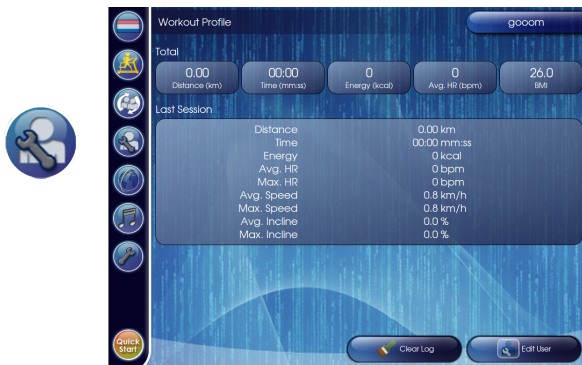 Workout Profile
gooom
Total
0.00
Distance (km)
00:00
Time (mm:ss)
0
Energy (kcal)
0
Avg. HR (bpm)
26.0
BMI
Last Session
Distance 0.00 km
Time 00:00 mm:ss
Energy 0 kcal
Avg. HR 0 bpm
Max. HR 0 bpm
Avg. Speed 0.8 km/h
Max. Speed 0.8 km/h
Avg. Incline 0.0 %
Max. Incline 0.0 %
Quick
Start
Clear Log
Edit User